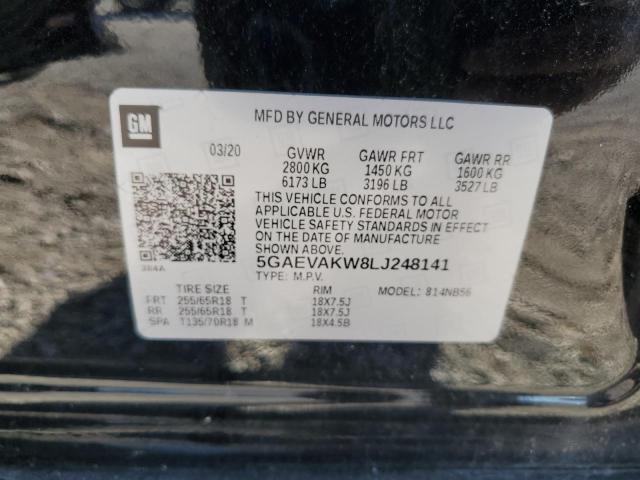 GM
MFD BY GENERAL MOTORS LLC
03/20 GVWR GAWR FRT GAWR RR
2800 KG 1450 KG 1600 KG
6173 LB 3196 LB 3527 LB
THIS VEHICLE CONFORMS TO ALL
APPLICABLE U.S. FEDERAL MOTOR
VEHICLE SAFETY STANDARDS IN EFFECT
ON THE DATE OF MANUFACTURE
SHOWN ABOVE.
384A
5GAEVAKW8LJ248141
TYPE: M.P.V. MODEL: 814NB56
TIRE SIZE RIM
FRT 255/65R18 T 18X7.5J
RR 255/65R18 T 18X7.5J
SPA T135/70R18 M 18X4.5B